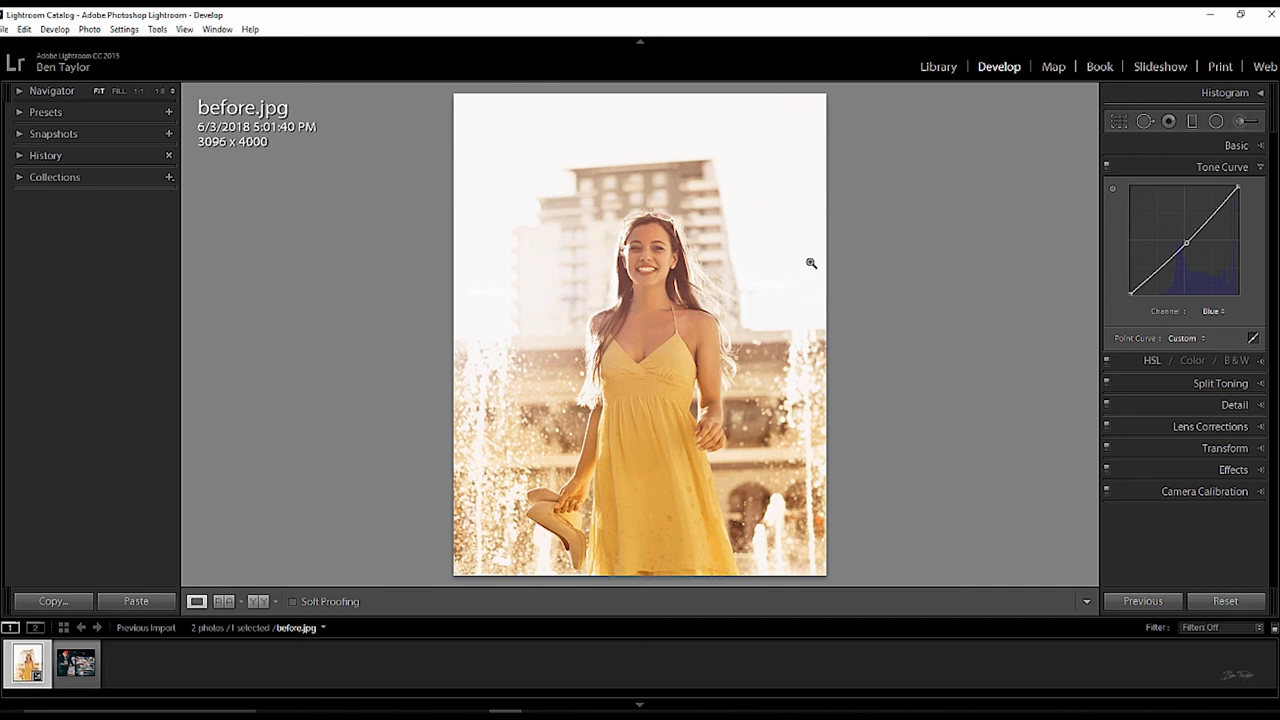 Lightroom Catalog - Adobe Photoshop Lightroom - Develop
ile Edit Develop Photo Settings Tools View Window Help
Lr Adobe Lightroom CC 2015
Ben Taylor
Library | Develop | Map | Book | Slideshow | Print | Web
Navigator FIT FILL 1:1 1:8
Presets +
Snapshots +
History ×
Collections +
before.jpg
6/3/2018 5:01:40 PM
3096 x 4000
Histogram
Basic
Tone Curve
Channel : Blue
Point Curve : Custom
HSL / Color / B & W
Split Toning
Detail
Lens Corrections
Transform
Effects
Camera Calibration
Copy... Paste
R A Y Y Soft Proofing
Previous Reset
1 2 Previous Import 2 photos / 1 selected / before.jpg
Filter : Filters Off
Ben Taylor